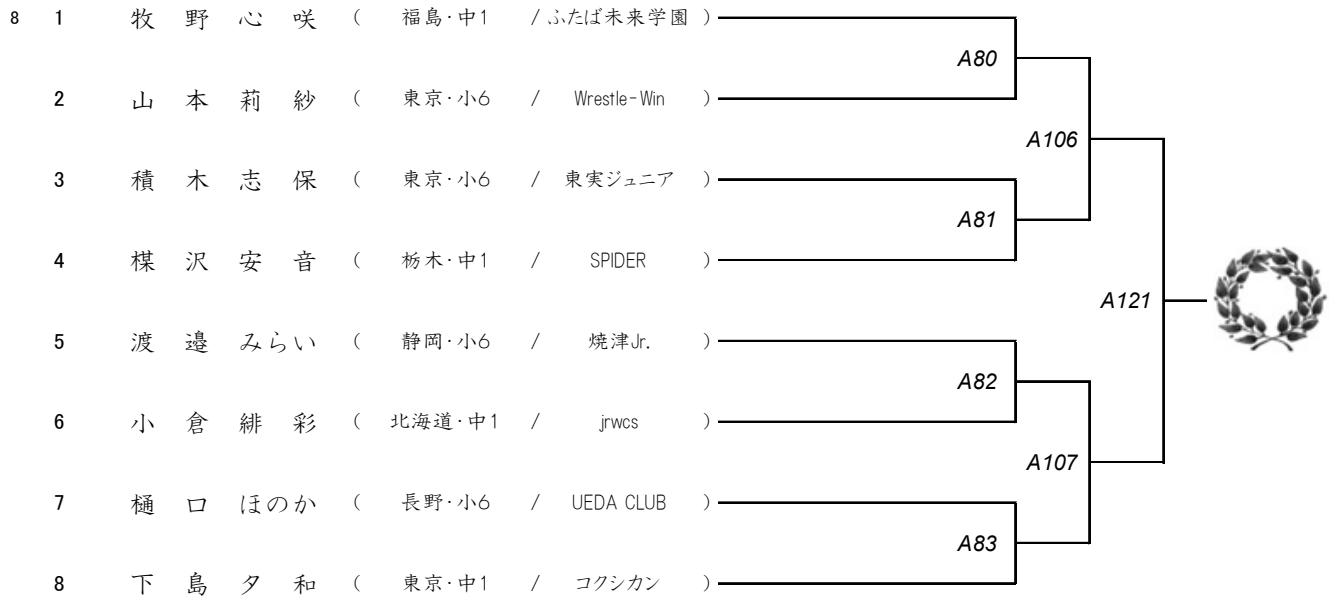 8 1 牧野心咲 ( 福島・中1 / ふたば未来学園 )
A80
2 山本莉紗 ( 東京・小6 / Wrestle-Win )
A106
3 積木志保 ( 東京・小6 / 東実ジュニア )
A81
4 楳沢安音 ( 栃木・中1 / SPIDER )
A121
5 渡邉みらい ( 静岡・小6 / 焼津Jr. )
A82
6 小倉緋彩 ( 北海道・中1 / jrwcs )
A107
7 樋口ほのか ( 長野・小6 / UEDA CLUB )
A83
8 下島夕和 ( 東京・中1 / コクシカン )